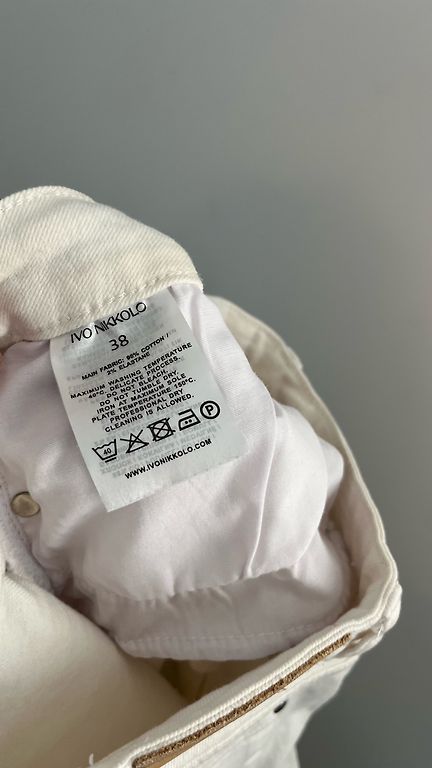 IVO NIKKOLO
38
MAIN FABRIC: 98% COTTON /
2% ELASTANE
MAXIMUM WASHING TEMPERATURE
40°C. DELICATE PROCESS.
DO NOT BLEACH.
DO NOT TUMBLE DRY.
IRON AT MAXIMUM SOLE
PLATE TEMPERATURE 150°C.
PROFESSIONAL DRY
CLEANING IS ALLOWED.
40 P
WWW.IVONIKKOLO.COM